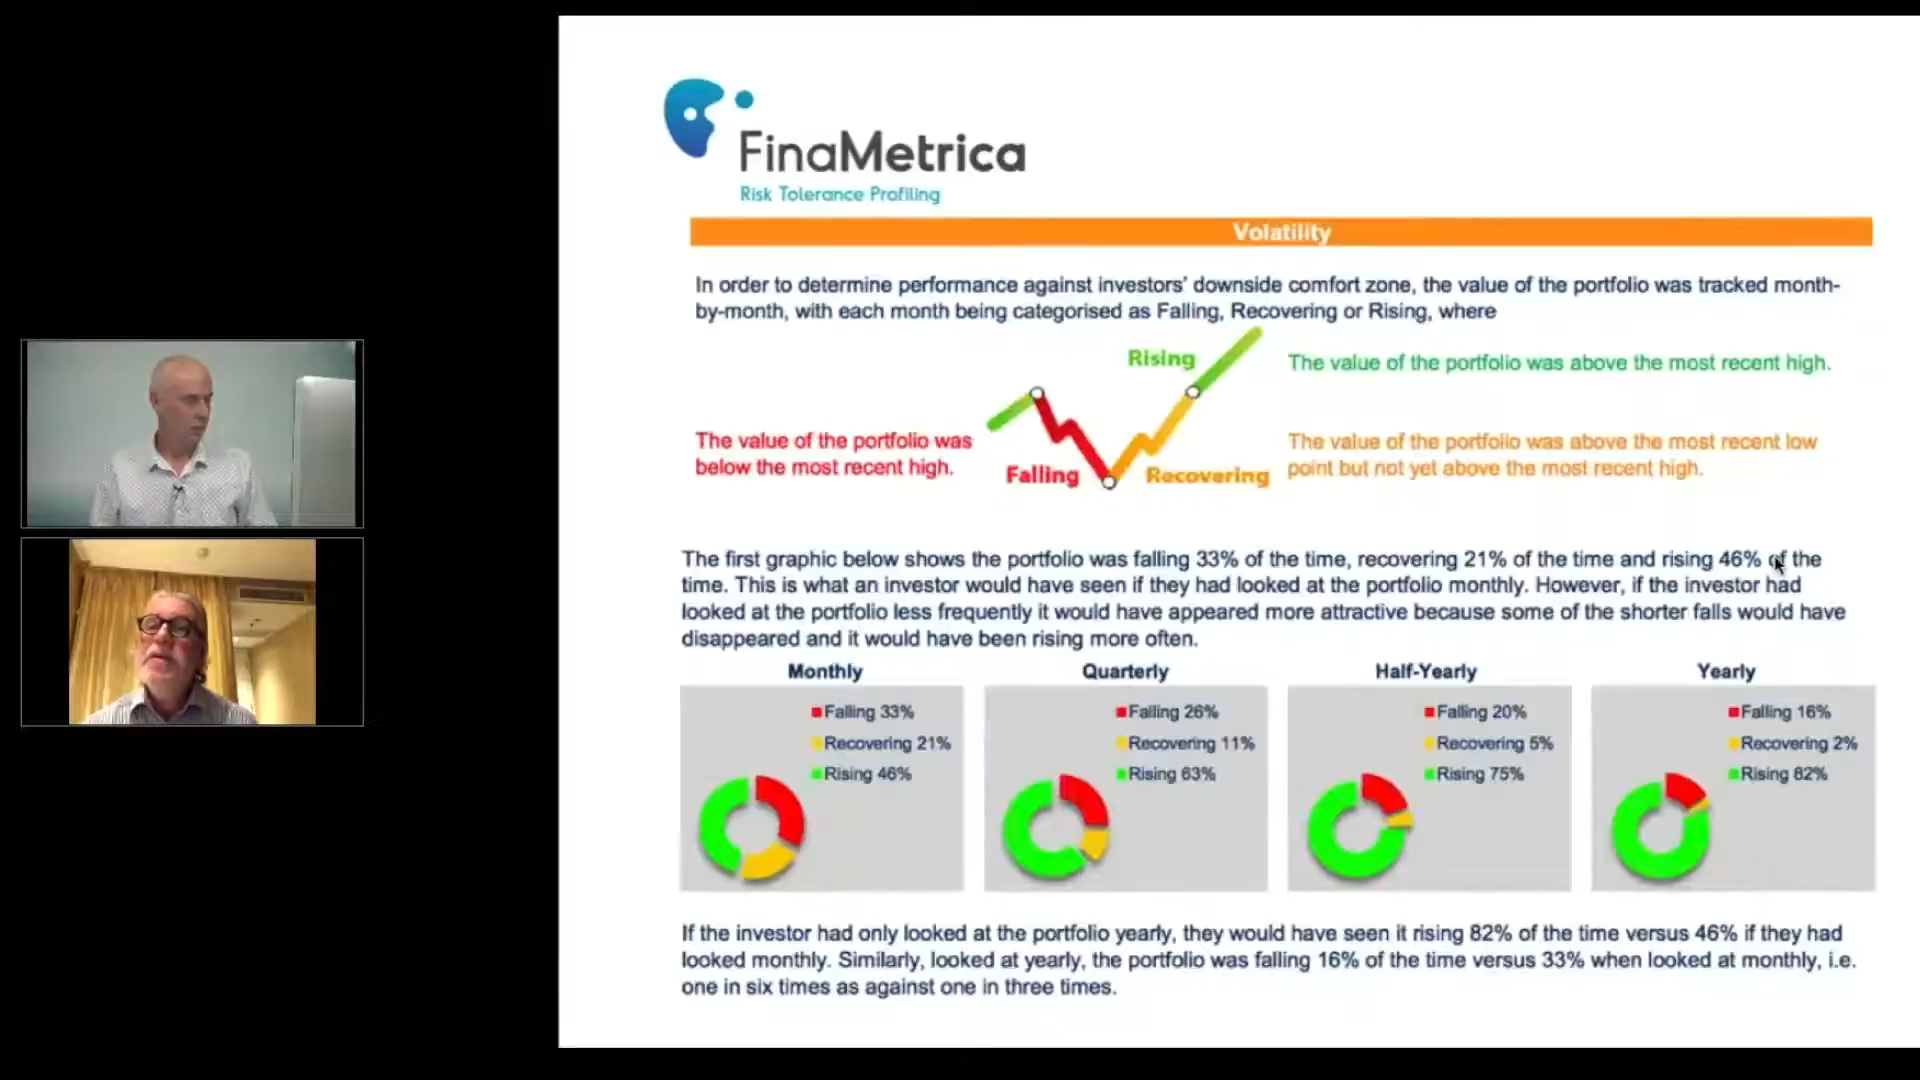 FinaMetrica
Risk Tolerance Profiling
Volatility
In order to determine performance against investors' downside comfort zone, the value of the portfolio was tracked month-
by-month, with each month being categorised as Falling, Recovering or Rising, where
Rising
The value of the portfolio was above the most recent high.
The value of the portfolio was
below the most recent high.
Falling
Recovering
The value of the portfolio was above the most recent low
point but not yet above the most recent high.
The first graphic below shows the portfolio was falling 33% of the time, recovering 21% of the time and rising 46% of the
time. This is what an investor would have seen if they had looked at the portfolio monthly. However, if the investor had
looked at the portfolio less frequently it would have appeared more attractive because some of the shorter falls would have
disappeared and it would have been rising more often.
Monthly
Falling 33%
Recovering 21%
Rising 46%
Quarterly
Falling 26%
Recovering 11%
Rising 63%
Half-Yearly
Falling 20%
Recovering 5%
Rising 75%
Yearly
Falling 16%
Recovering 2%
Rising 82%
If the investor had only looked at the portfolio yearly, they would have seen it rising 82% of the time versus 46% if they had
looked monthly. Similarly, looked at yearly, the portfolio was falling 16% of the time versus 33% when looked at monthly, i.e.
one in six times as against one in three times.